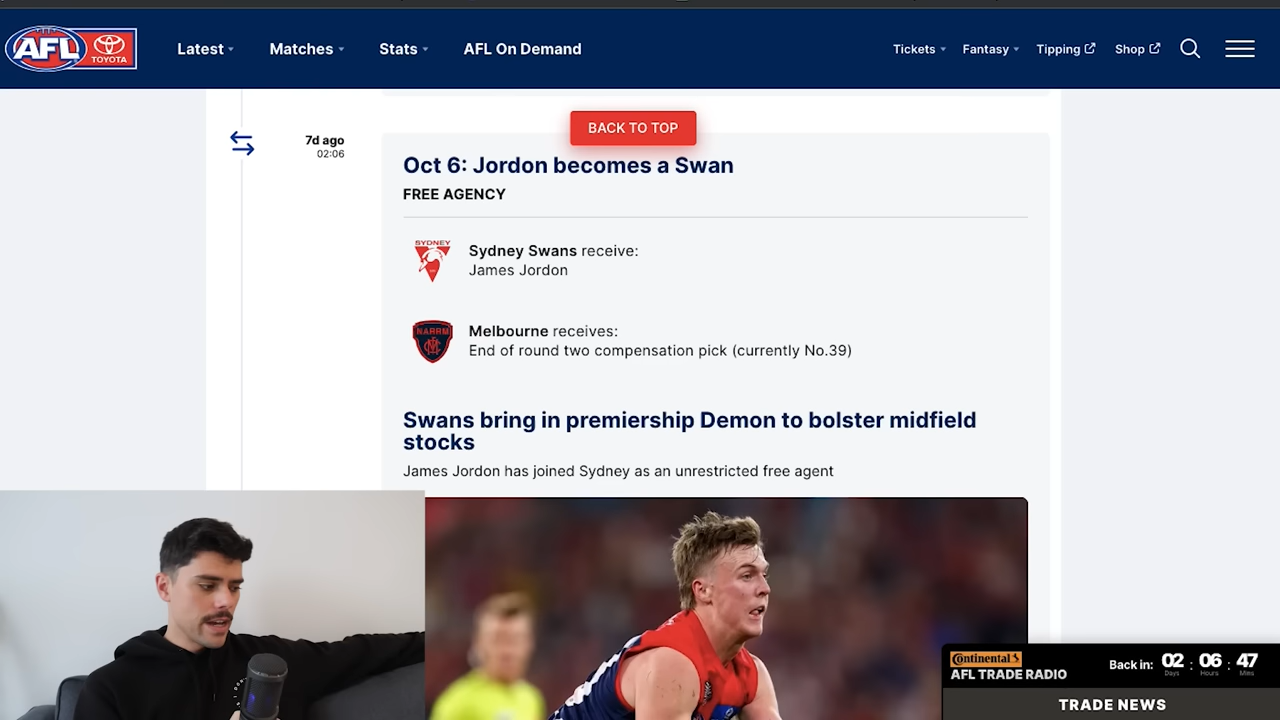 AFL
TOYOTA
Latest
Matches
Stats
AFL On Demand
Tickets
Fantasy
Tipping
Shop
BACK TO TOP
7d ago
02:06
Oct 6: Jordon becomes a Swan
FREE AGENCY
SYDNEY
Sydney Swans receive:
James Jordon
NARRM
Melbourne receives:
End of round two compensation pick (currently No.39)
Swans bring in premiership Demon to bolster midfield
stocks
James Jordon has joined Sydney as an unrestricted free agent
Continental
AFL TRADE RADIO
Back in: 02 : 06 : 47
Days Hours Mins
TRADE NEWS